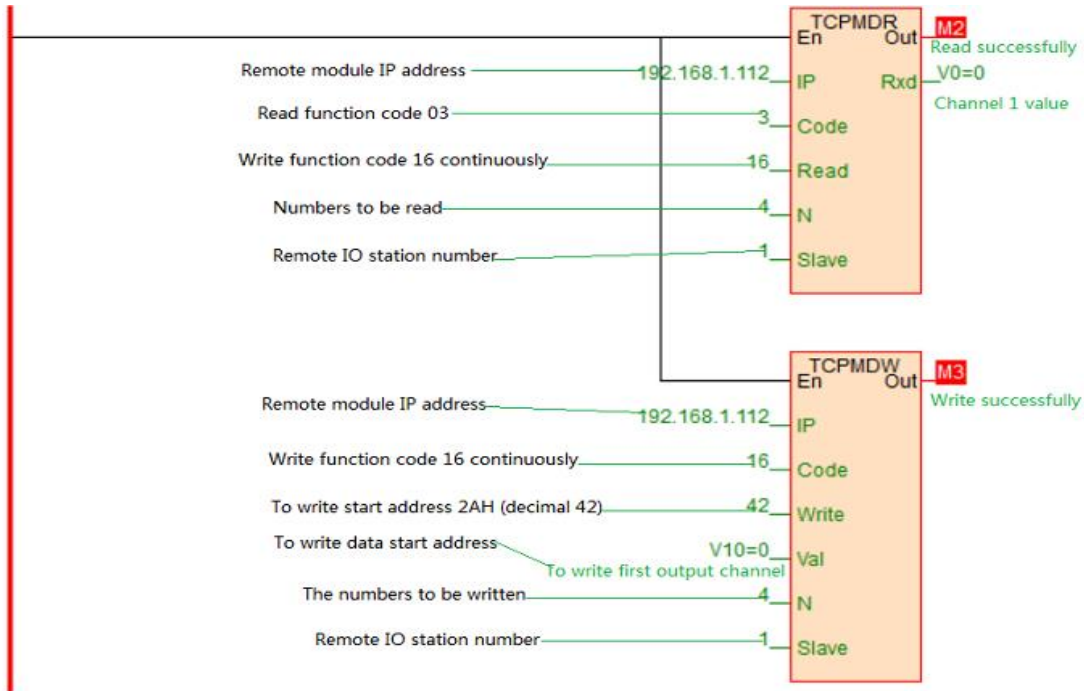 TCPMDR
En Out M2
Read successfully
Remote module IP address 192.168.1.112 IP Rxd V0=0
Channel 1 value
Read function code 03 3 Code
Write function code 16 continuously 16 Read
Numbers to be read 4 N
Remote IO station number 1 Slave
TCPMDW
En Out M3
Write successfully
Remote module IP address 192.168.1.112 IP
Write function code 16 continuously 16 Code
To write start address 2AH (decimal 42) 42 Write
To write data start address V10=0 Val
To write first output channel
The numbers to be written 4 N
Remote IO station number 1 Slave